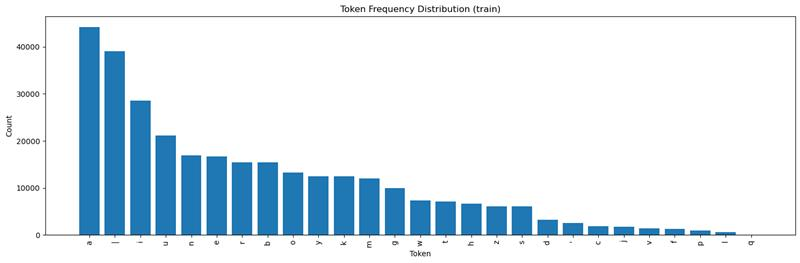 Token Frequency Distribution (train)
Count
40000
30000
20000
10000
0
a | i u n e r b o y k m g w t h z s d ' c j v f p l q
Token